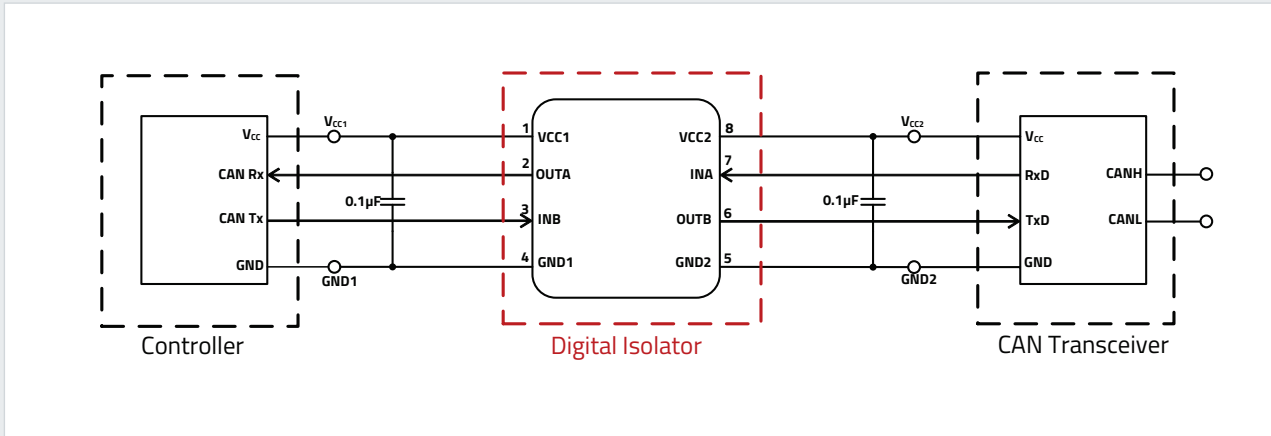 VCC
CAN Rx
CAN Tx
GND
Controller
VCC1
0.1µF
GND1
1
2
3
4
VCC1
OUTA
INB
GND1
VCC2
INA
OUTB
GND2
8
7
6
5
Digital Isolator
VCC2
0.1µF
GND2
VCC
RxD
TxD
GND
CANH
CANL
CAN Transceiver